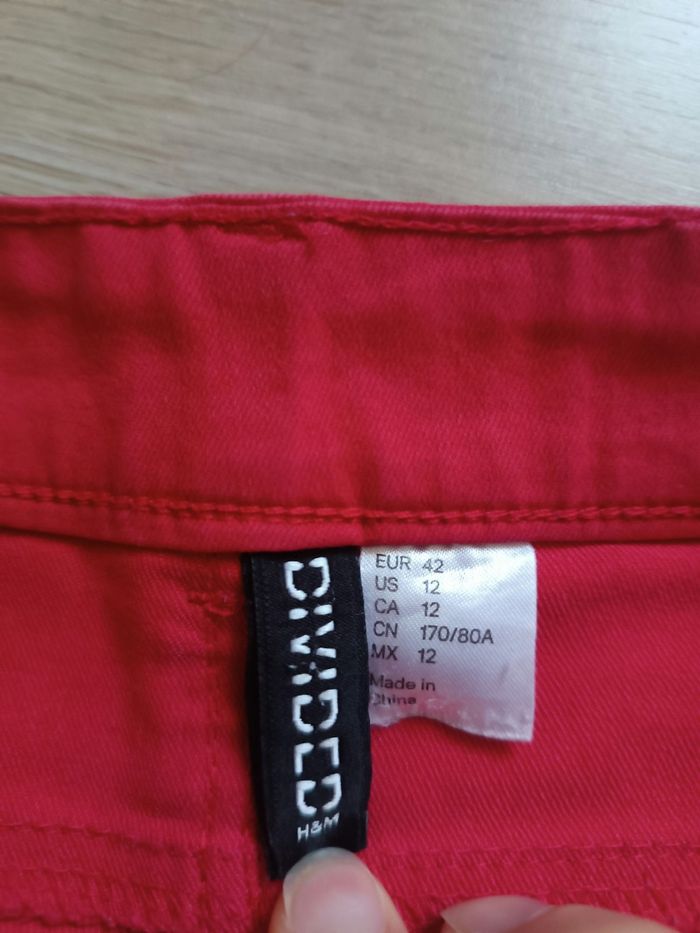 DIVIDED
H&M
EUR 42
US 12
CA 12
CN 170/80A
MX 12
Made in
China